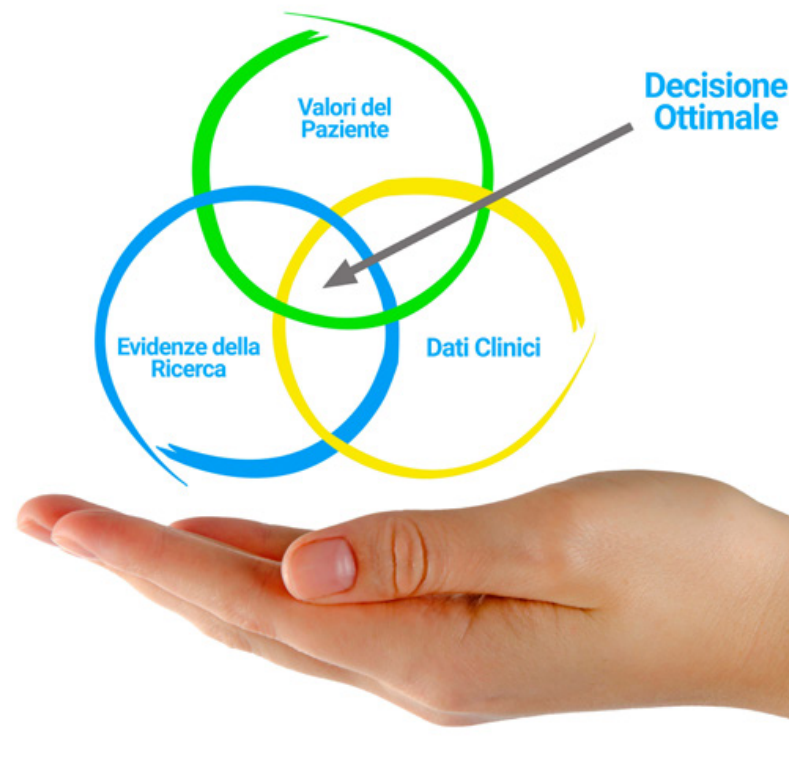 Valori del
Paziente
Decisione
Ottimale
Evidenze della
Ricerca
Dati Clinici